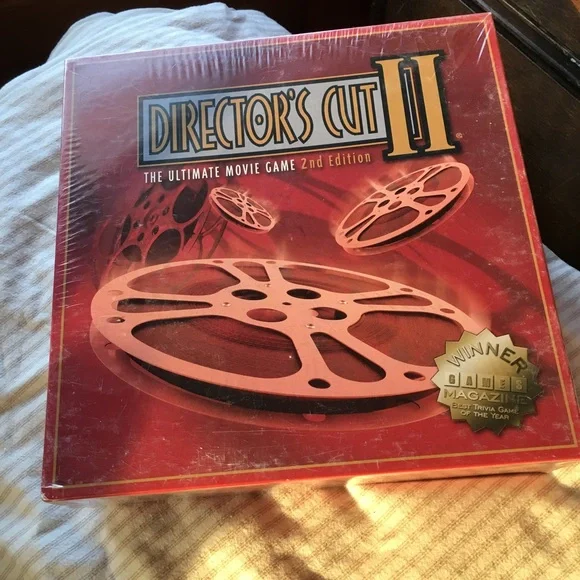 DIRECTOR'S CUT II
THE ULTIMATE MOVIE GAME 2nd Edition
WINNER
GAMES
MAGAZINE
BEST TRIVIA GAME
OF THE YEAR